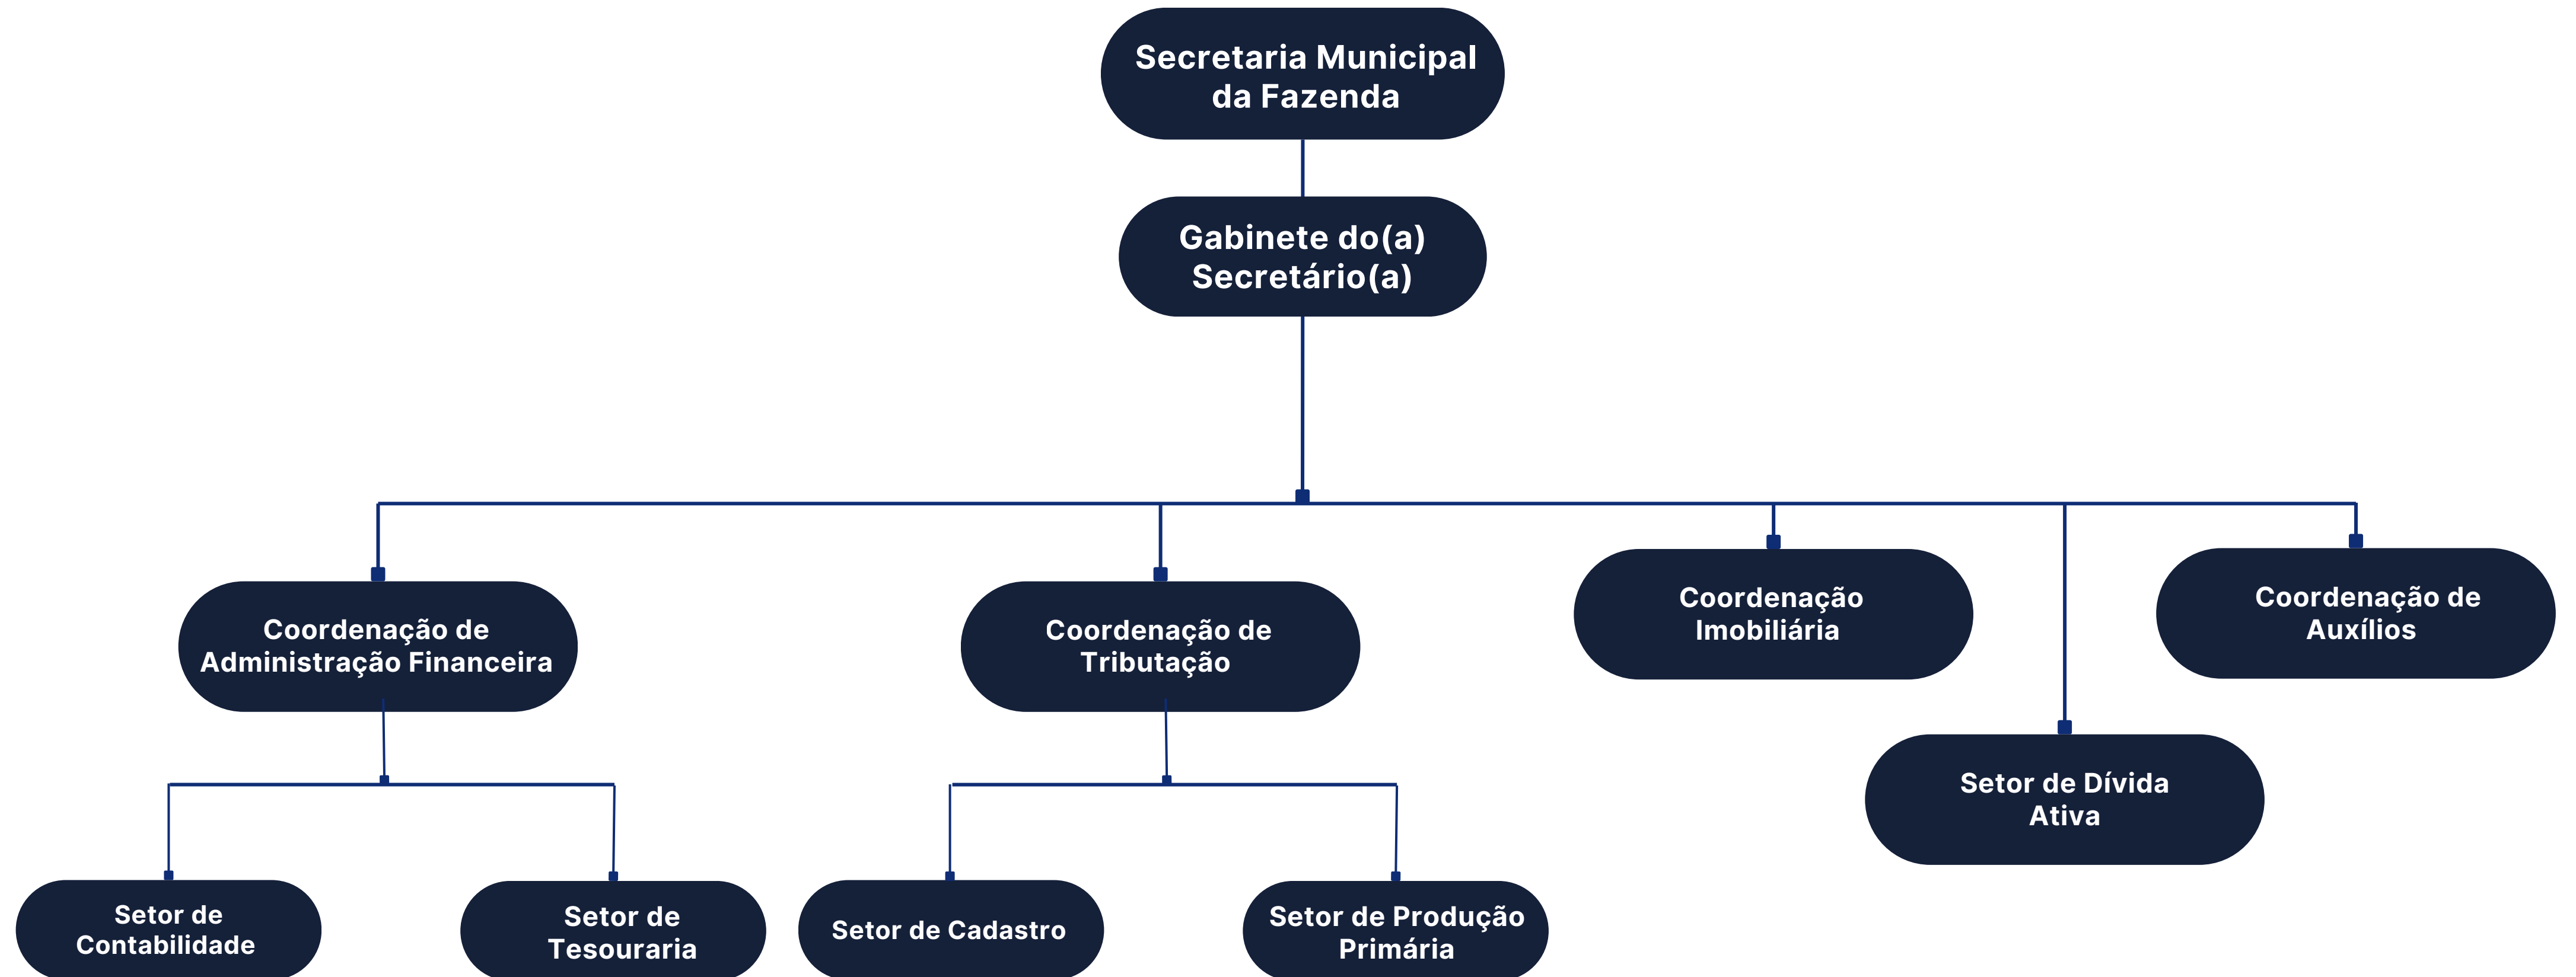 Secretaria Municipal
da Fazenda
Gabinete do(a)
Secretário(a)
Coordenação de
Administração Financeira
Coordenação de
Tributação
Coordenação
Imobiliária
Coordenação de
Auxílios
Setor de Dívida
Ativa
Setor de
Contabilidade
Setor de
Tesouraria
Setor de Cadastro
Setor de Produção
Primária